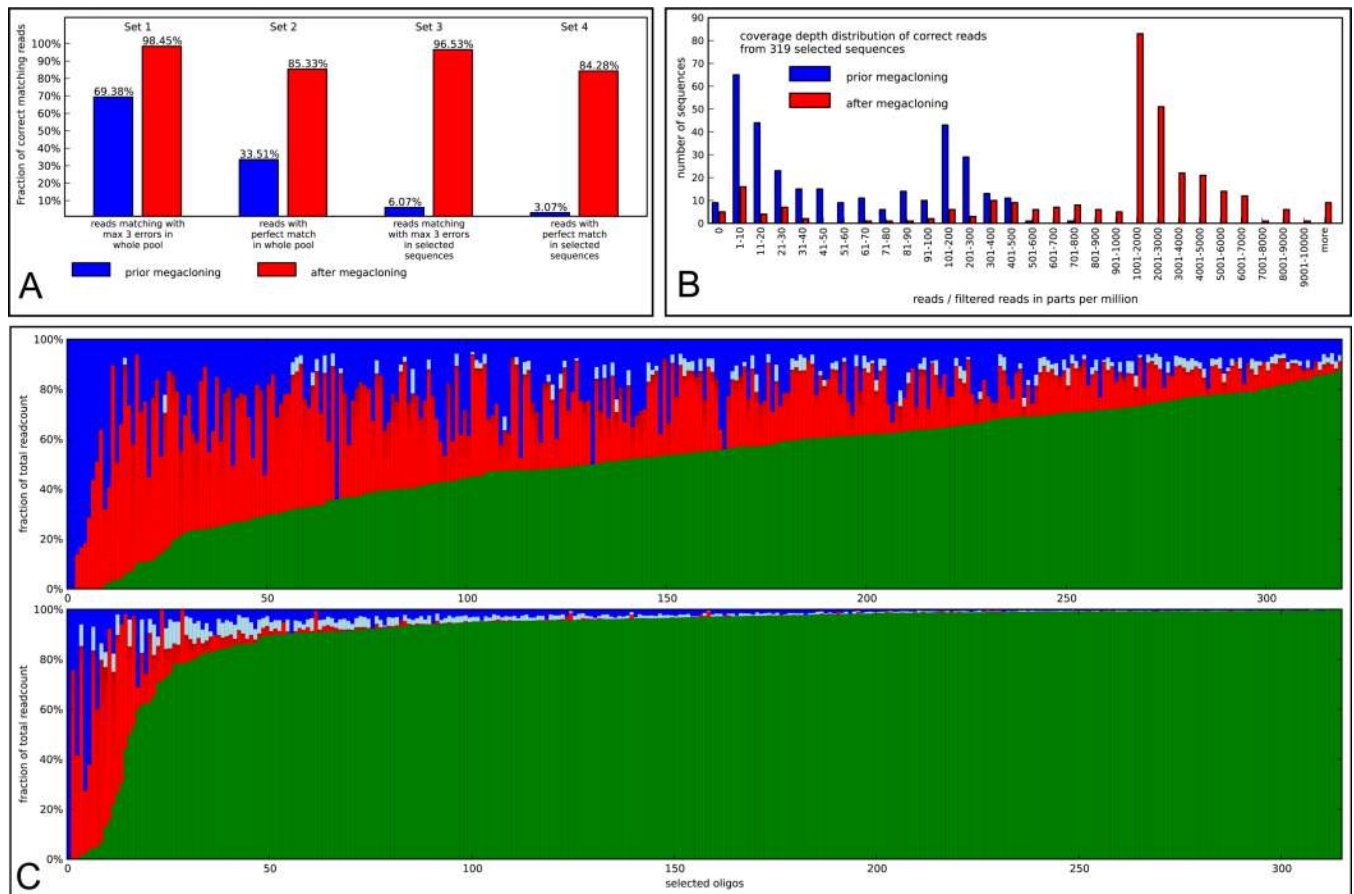 Set 1 Set 2 Set 3 Set 4
Fraction of correct matching reads
100%
90%
80%
70%
60%
50%
40%
30%
20%
10%
69.38%
98.45%
33.51%
85.33%
6.07%
96.53%
3.07%
84.28%
reads matching with
max 3 errors in
whole pool
reads with
perfect match
in whole pool
reads matching
with max 3 errors
in selected
sequences
reads with
perfect match
in selected
sequences
prior megacloning
after megacloning
A
number of sequences
90
80
70
60
50
40
30
20
10
0
coverage depth distribution of correct reads
from 319 selected sequences
prior megacloning
after megacloning
0
1-10
11-20
21-30
31-40
41-50
51-60
61-70
71-80
81-90
91-100
101-200
201-300
301-400
401-500
501-600
601-700
701-800
801-900
901-1000
1001-2000
2001-3000
3001-4000
4001-5000
5001-6000
6001-7000
7001-8000
8001-9000
9001-10000
more
reads / filtered reads in parts per million
B
fraction of total readcount
100%
80%
60%
40%
20%
0%
0 50 100 150 200 250 300
fraction of total readcount
100%
80%
60%
40%
20%
0%
0 50 100 150 200 250 300
selected oligos
C